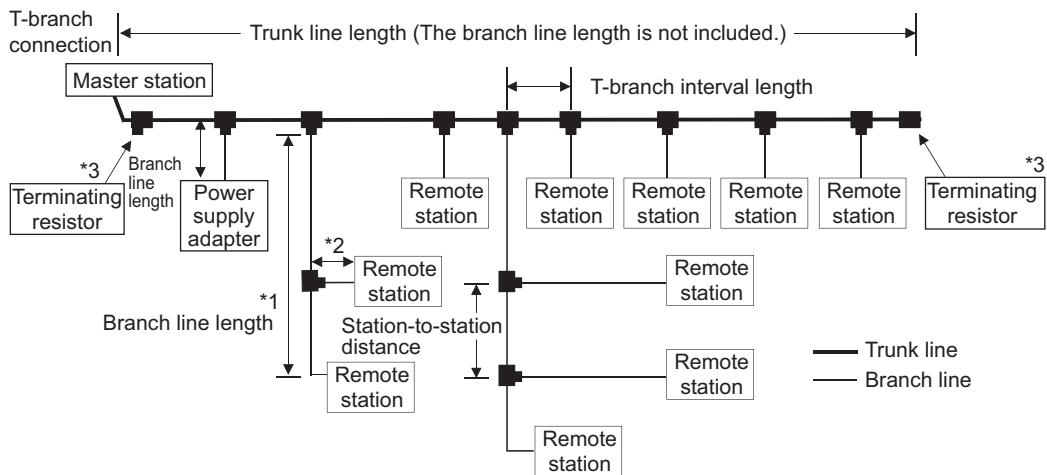 T-branch
connection
Trunk line length (The branch line length is not included.)
Master station
T-branch interval length
*3
Terminating
resistor
Branch
line
length
Power
supply
adapter
Remote
station
Remote
station
Remote
station
Remote
station
Remote
station
*3
Terminating
resistor
*2
Remote
station
*1
Branch line length
Remote
station
Station-to-station
distance
Remote
station
Remote
station
Remote
station
Trunk line
Branch line